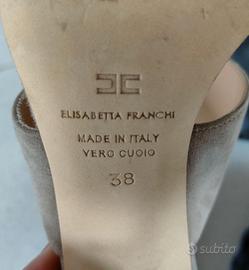 ELISABETTA FRANCHI
MADE IN ITALY
VERO CUOIO
38
subito